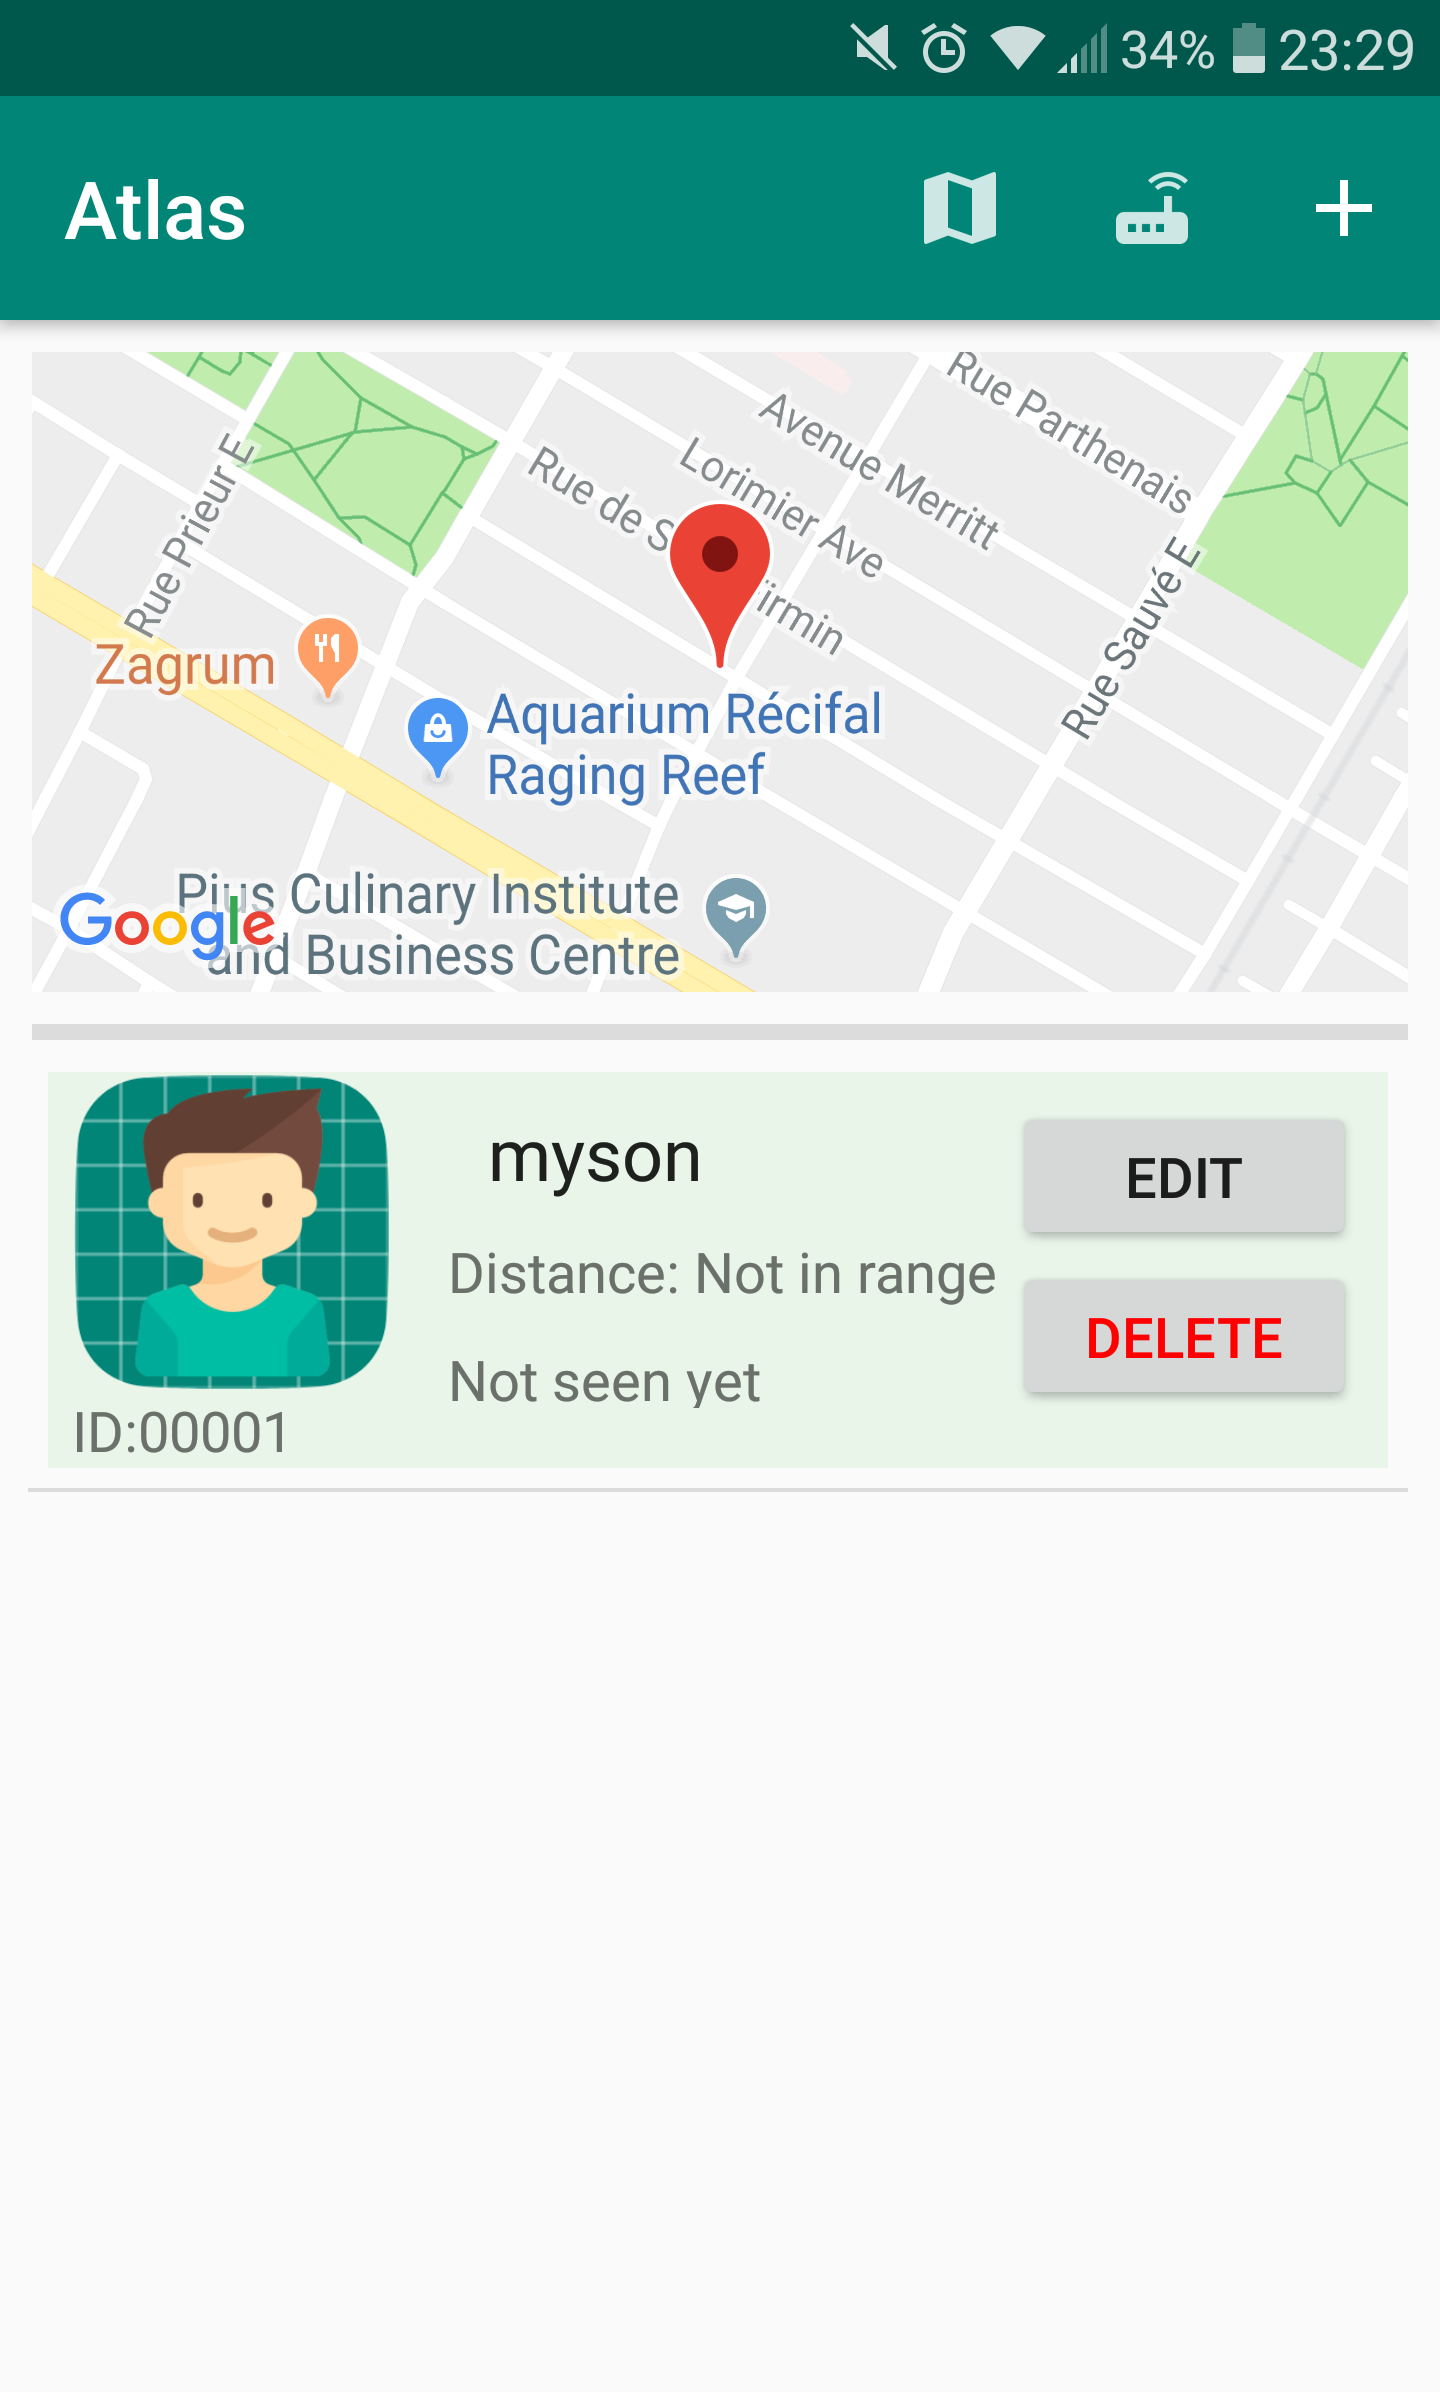 34% 23:29
Atlas
Rue Parthenais
Avenue Merritt
Lorimier Ave
Rue de S
irmin
Rue Prieur E
Rue Sauvé E
Zagrum
Aquarium Récifal
Raging Reef
Pius Culinary Institute
and Business Centre
Google
myson
EDIT
Distance: Not in range
DELETE
Not seen yet
ID:00001